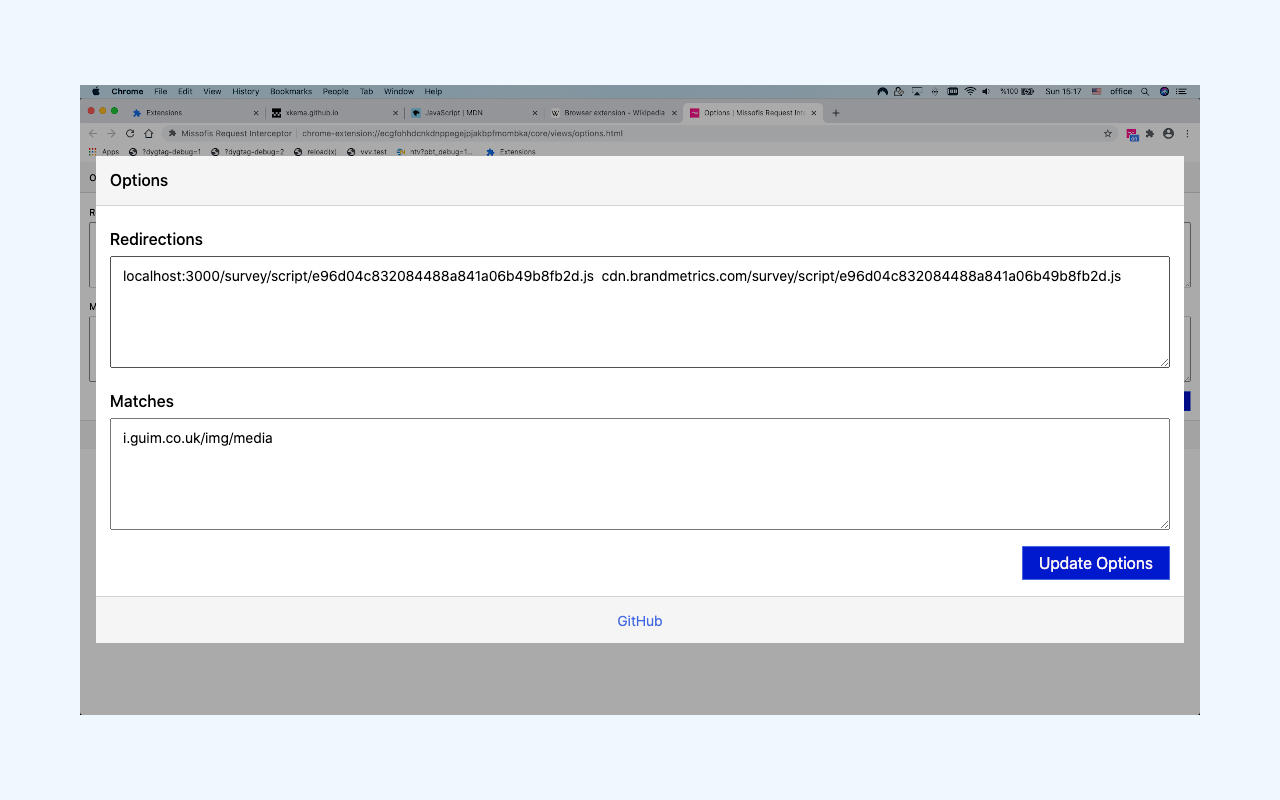 Chrome File Edit View History Bookmarks People Tab Window Help %100 Sun 15:17 office
Extensions xkema.github.io JavaScript | MDN Browser extension - Wikipedia Options | Missofis Request Inte
Missofis Request Interceptor chrome-extension://ecgfohhdcnkdnppegejpjakbpfmombka/core/views/options.html
Apps ?dygtag-debug=1 ?dygtag-debug=2 reload(x) vvv.test ntv?pbt_debug=1... Extensions
Options
Redirections
localhost:3000/survey/script/e96d04c832084488a841a06b49b8fb2d.js cdn.brandmetrics.com/survey/script/e96d04c832084488a841a06b49b8fb2d.js
Matches
i.guim.co.uk/img/media
Update Options
GitHub